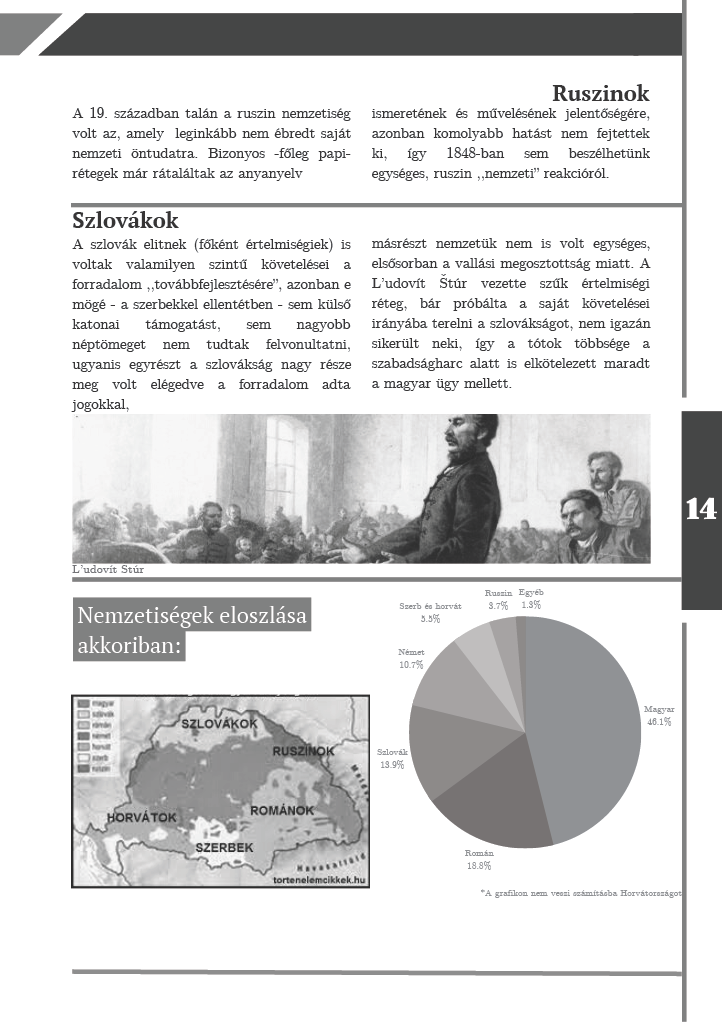 Ruszinok
A 19. században talán a ruszin nemzetiség
volt az, amely leginkább nem ébredt saját
nemzeti öntudatra. Bizonyos -főleg papi-
rétegek már rátaláltak az anyanyelv
ismeretének és művelésének jelentőségére,
azonban komolyabb hatást nem fejtettek
ki, így 1848-ban sem beszélhetünk
egységes, ruszin ,,nemzeti” reakcióról.
Szlovákok
A szlovák elitnek (főként értelmiségiek) is
voltak valamilyen szintű követelései a
forradalom ,,továbbfejlesztésére”, azonban e
mögé - a szerbekkel ellentétben - sem külső
katonai támogatást, sem nagyobb
néptömeget nem tudtak felvonultatni,
ugyanis egyrészt a szlovákság nagy része
meg volt elégedve a forradalom adta
jogokkal,
másrészt nemzetük nem is volt egységes,
elsősorban a vallási megosztottság miatt. A
L’udovít Štúr vezette szűk értelmiségi
réteg, bár próbálta a saját követelései
irányába terelni a szlovákságot, nem igazán
sikerült neki, így a tótok többsége a
szabadságharc alatt is elkötelezett maradt
a magyar ügy mellett.
14
L’udovít Stúr
Nemzetiségek eloszlása
akkoriban:
magyar
szlovák
román
német
horvát
szerb
ruszin
SZLOVÁKOK
RUSZINOK
ROMÁNOK
HORVÁTOK
SZERBEK
Havasalföld
tortenelemcikkek.hu
Egyéb
1.3%
Ruszin
3.7%
Szerb és horvát
5.5%
Német
10.7%
Szlovák
13.9%
Román
18.8%
Magyar
46.1%
*A grafikon nem veszi számításba Horvátországot